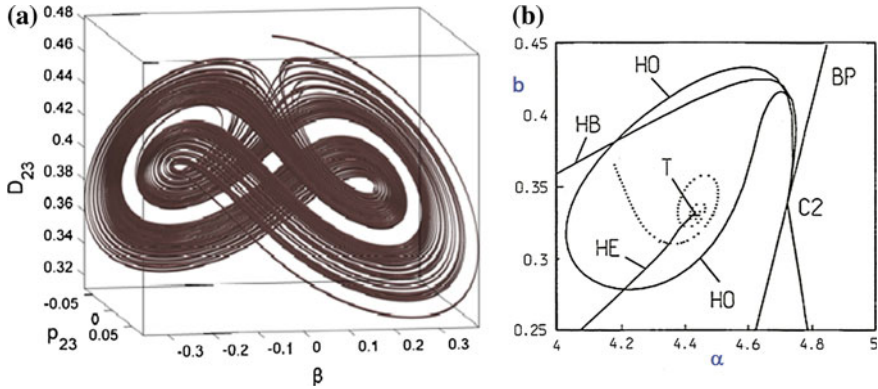 (a)
0.48
0.46
0.44
0.42
0.4
0.38
0.36
0.34
0.32
D23
-0.05
0
0.05
p23
-0.3 -0.2 -0.1 0 0.1 0.2 0.3
β
(b)
0.45
b
0.4
0.35
0.3
0.25
HO
BP
HB
T
C2
HE
HO
4 4.2 4.4 4.6 4.8 5
α